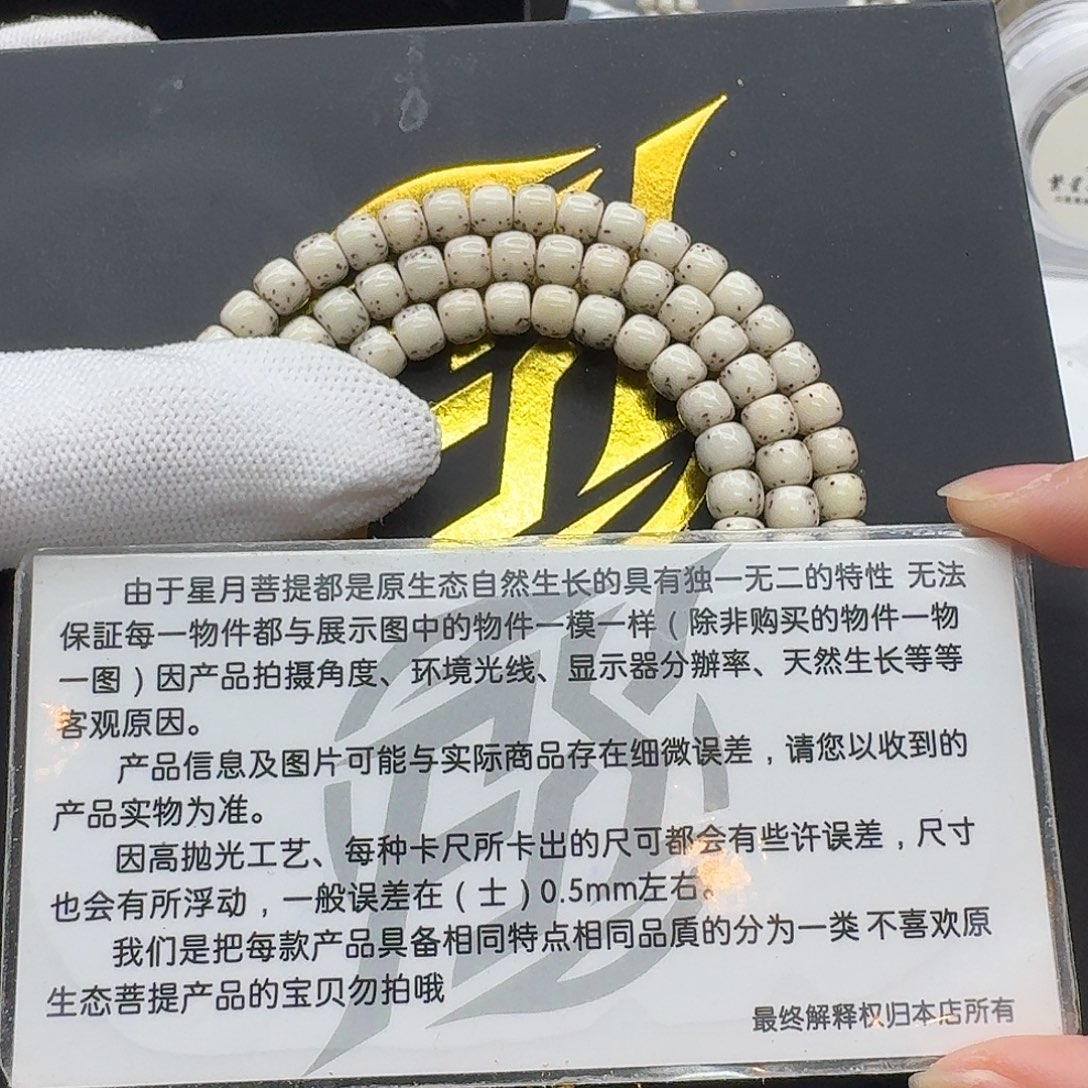 由于星月菩提都是原生态自然生长的具有独一无二的特性 无法
保証每一物件都与展示图中的物件一模一样（除非购买的物件一物
一图）因产品拍摄角度、环境光线、显示器分辦率、天然生长等等
客观原因。
产品信息及图片可能与实际商品存在细微误差，请您以收到的
产品实物为准。
因高抛光工艺、每种卡尺所卡出的尺可都会有些许误差，尺寸
也会有所浮动，一般误差在（士）0.5mm左右。
我们是把每款产品具备相同特点相同品質的分为一类 不喜欢原
生态菩提产品的宝贝勿拍哦
最终解释权归本店所有